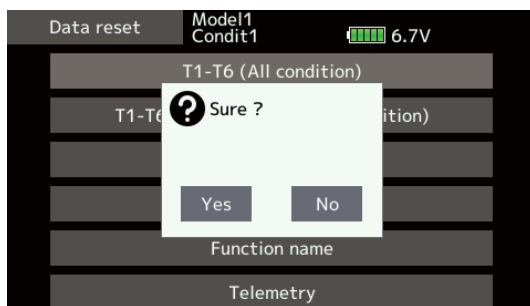 Data reset
Model1
Condit1
6.7V
T1-T6 (All condition)
T1-T6
ition)
Sure ?
Yes
No
Function name
Telemetry